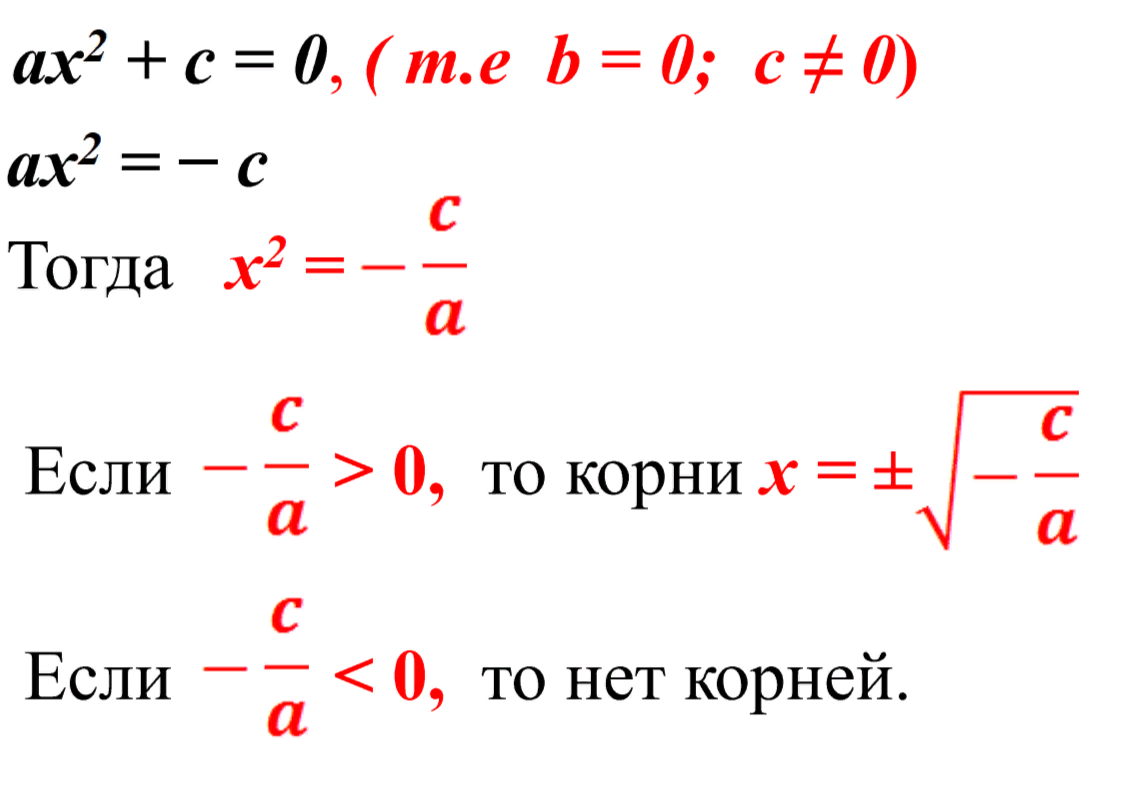 ax² + c = 0, ( т.е b = 0; c ≠ 0)
ax² = – c
Тогда x² = – c/a
Если – c/a > 0, то корни x = ±√(– c/a)
Если – c/a < 0, то нет корней.